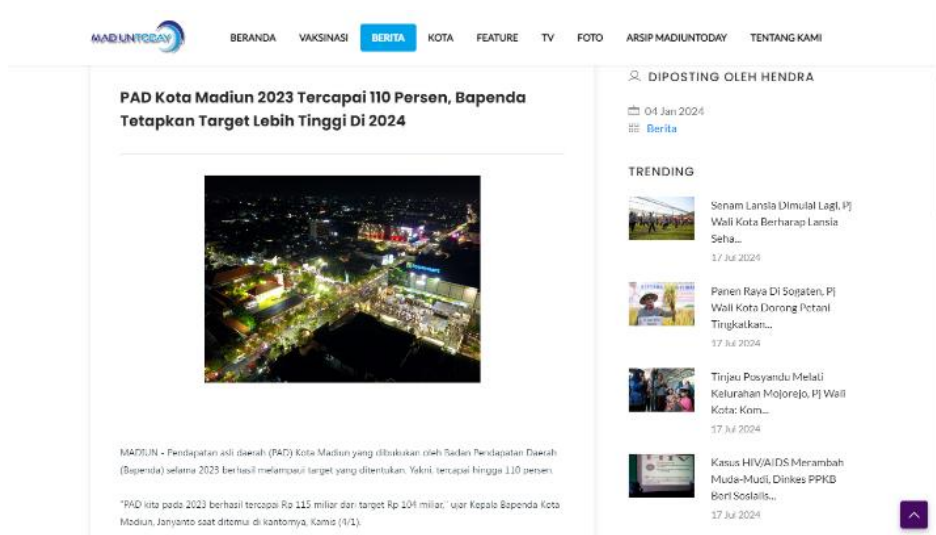 MADIUNTODAY
BERANDA VAKSINASI BERITA KOTA FEATURE TV FOTO ARSIP MADIUNTODAY TENTANG KAMI
PAD Kota Madiun 2023 Tercapai 110 Persen, Bapenda
Tetapkan Target Lebih Tinggi Di 2024
MADIUN - Pendapatan asli daerah (PAD) Kota Madiun yang dibukukan oleh Badan Pendapatan Daerah
(Bapenda) selama 2023 berhasil melampaui target yang ditentukan. Yakni, tercapai hingga 110 persen.
"PAD kita pada 2023 berhasil tercapai Rp 115 miliar dari target Rp 104 miliar," ujar Kepala Bapenda Kota
Madiun, Jariyanto saat ditemui di kantornya, Kamis (4/1).
DIPOSTING OLEH HENDRA
04 Jan 2024
Berita
TRENDING
Senam Lansia Dimulai Lagi, Pj
Wali Kota Berharap Lansia
Seha...
17 Jul 2024
Panen Raya Di Sogaten, Pj
Wali Kota Dorong Petani
Tingkatkan...
17 Jul 2024
Tinjau Posyandu Melati
Kelurahan Mojorejo, Pj Wali
Kota: Kom...
17 Jul 2024
Kasus HIV/AIDS Merambah
Muda-Mudi, Dinkes PPKB
Beri Sosialis...
17 Jul 2024